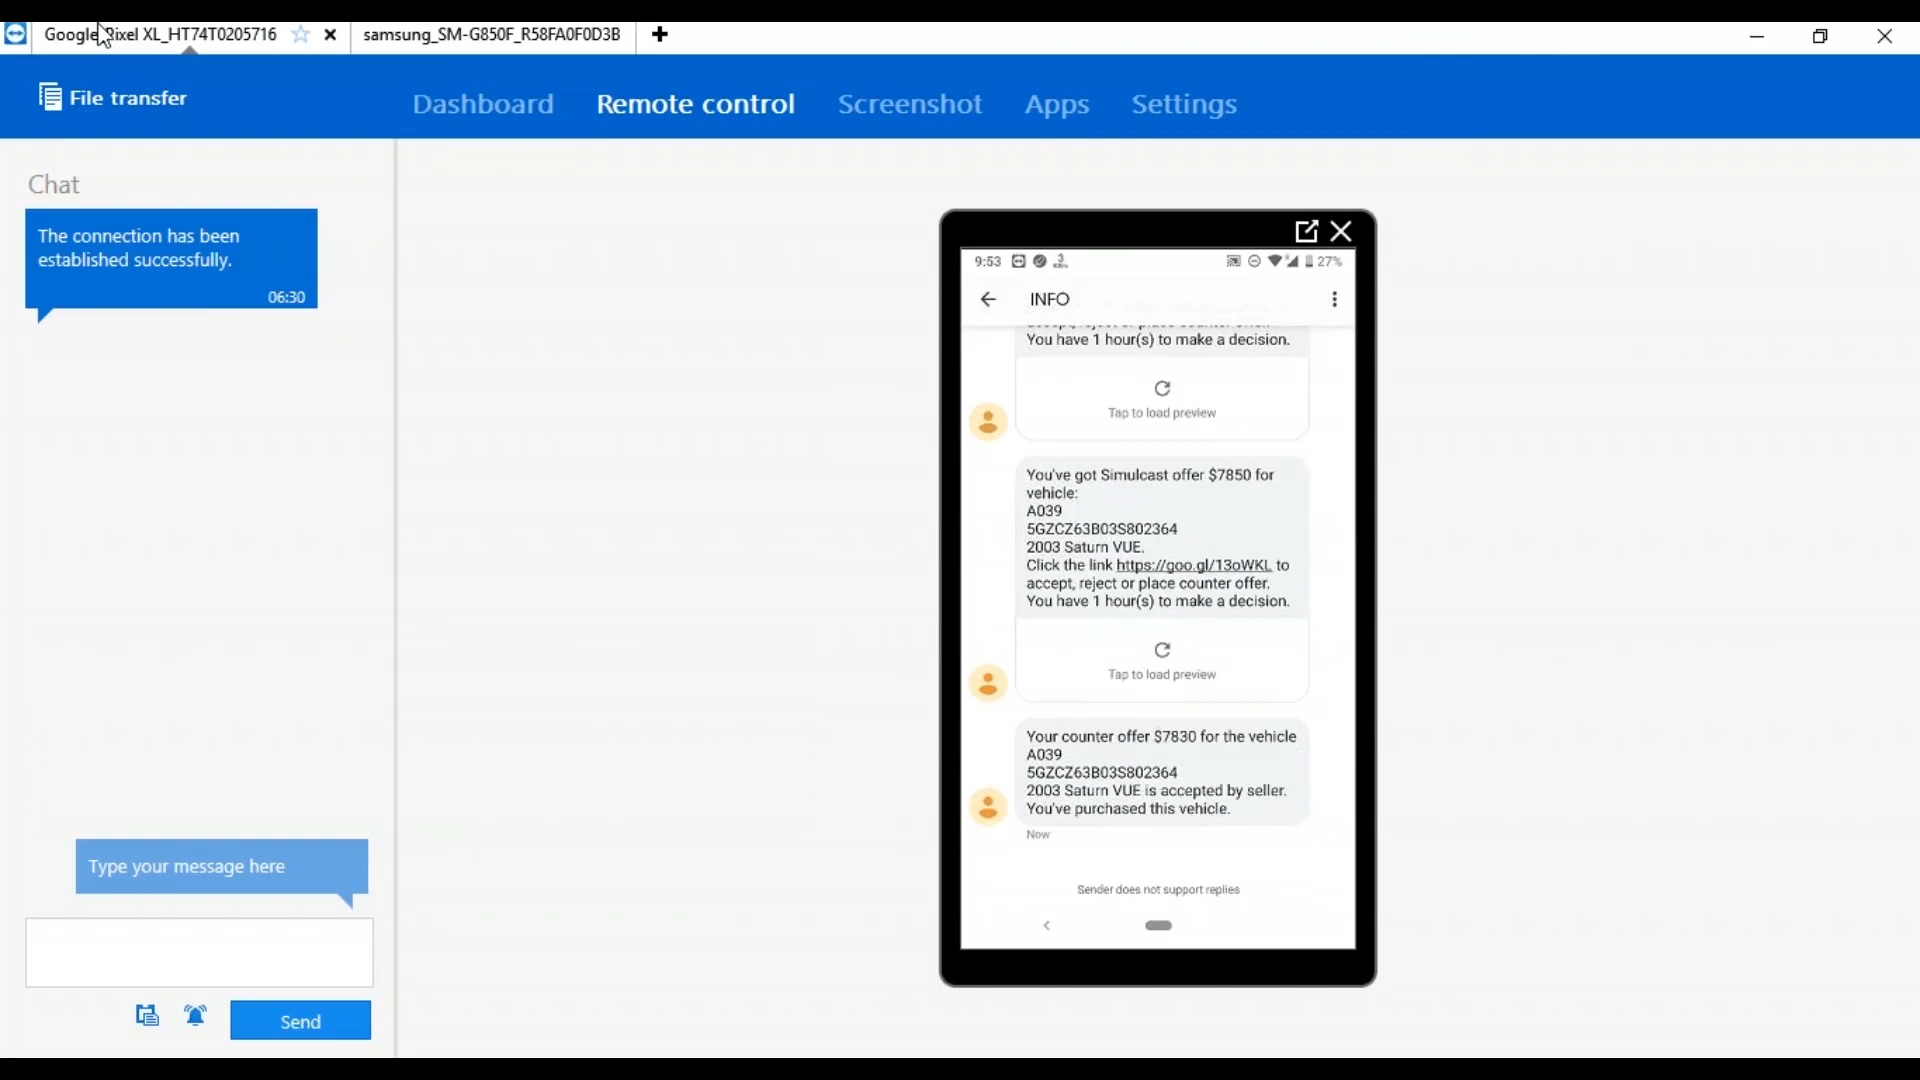 Google Pixel XL_HT74T0205716
samsung_SM-G850F_R58FA0F0D3B
File transfer
Dashboard
Remote control
Screenshot
Apps
Settings
Chat
The connection has been
established successfully.
06:30
Type your message here
Send
9:53
27%
INFO
You have 1 hour(s) to make a decision.
Tap to load preview
You've got Simulcast offer $7850 for
vehicle:
A039
5GZCZ63B03S802364
2003 Saturn VUE.
Click the link https://goo.gl/13oWKL to
accept, reject or place counter offer.
You have 1 hour(s) to make a decision.
Tap to load preview
Your counter offer $7830 for the vehicle
A039
5GZCZ63B03S802364
2003 Saturn VUE is accepted by seller.
You've purchased this vehicle.
Now
Sender does not support replies